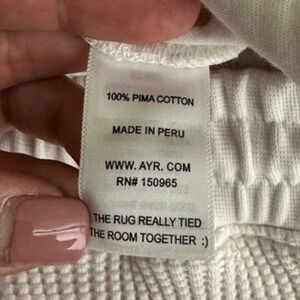 100% PIMA COTTON
MADE IN PERU
WWW. AYR. COM
RN# 150965
THE RUG REALLY TIED
THE ROOM TOGETHER :)